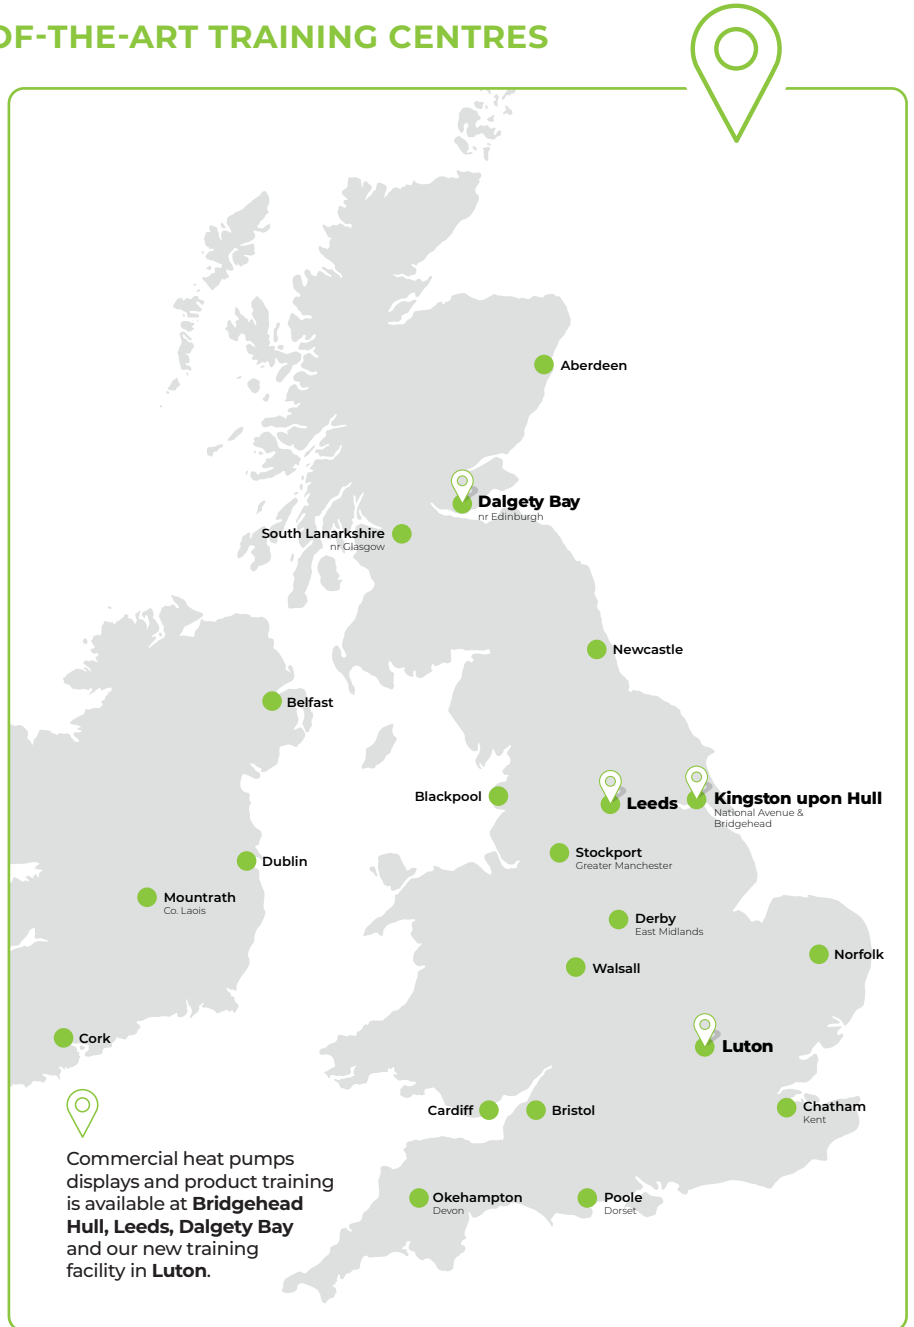 OF-THE-ART TRAINING CENTRES
Aberdeen
Dalgety Bay
nr Edinburgh
South Lanarkshire
nr Glasgow
Newcastle
Belfast
Blackpool
Leeds
Kingston upon Hull
National Avenue &
Bridgehead
Stockport
Greater Manchester
Dublin
Mountrath
Co. Laois
Derby
East Midlands
Norfolk
Walsall
Cork
Luton
Cardiff
Bristol
Chatham
Kent
Okehampton
Devon
Poole
Dorset
Commercial heat pumps
displays and product training
is available at Bridgehead
Hull, Leeds, Dalgety Bay
and our new training
facility in Luton.